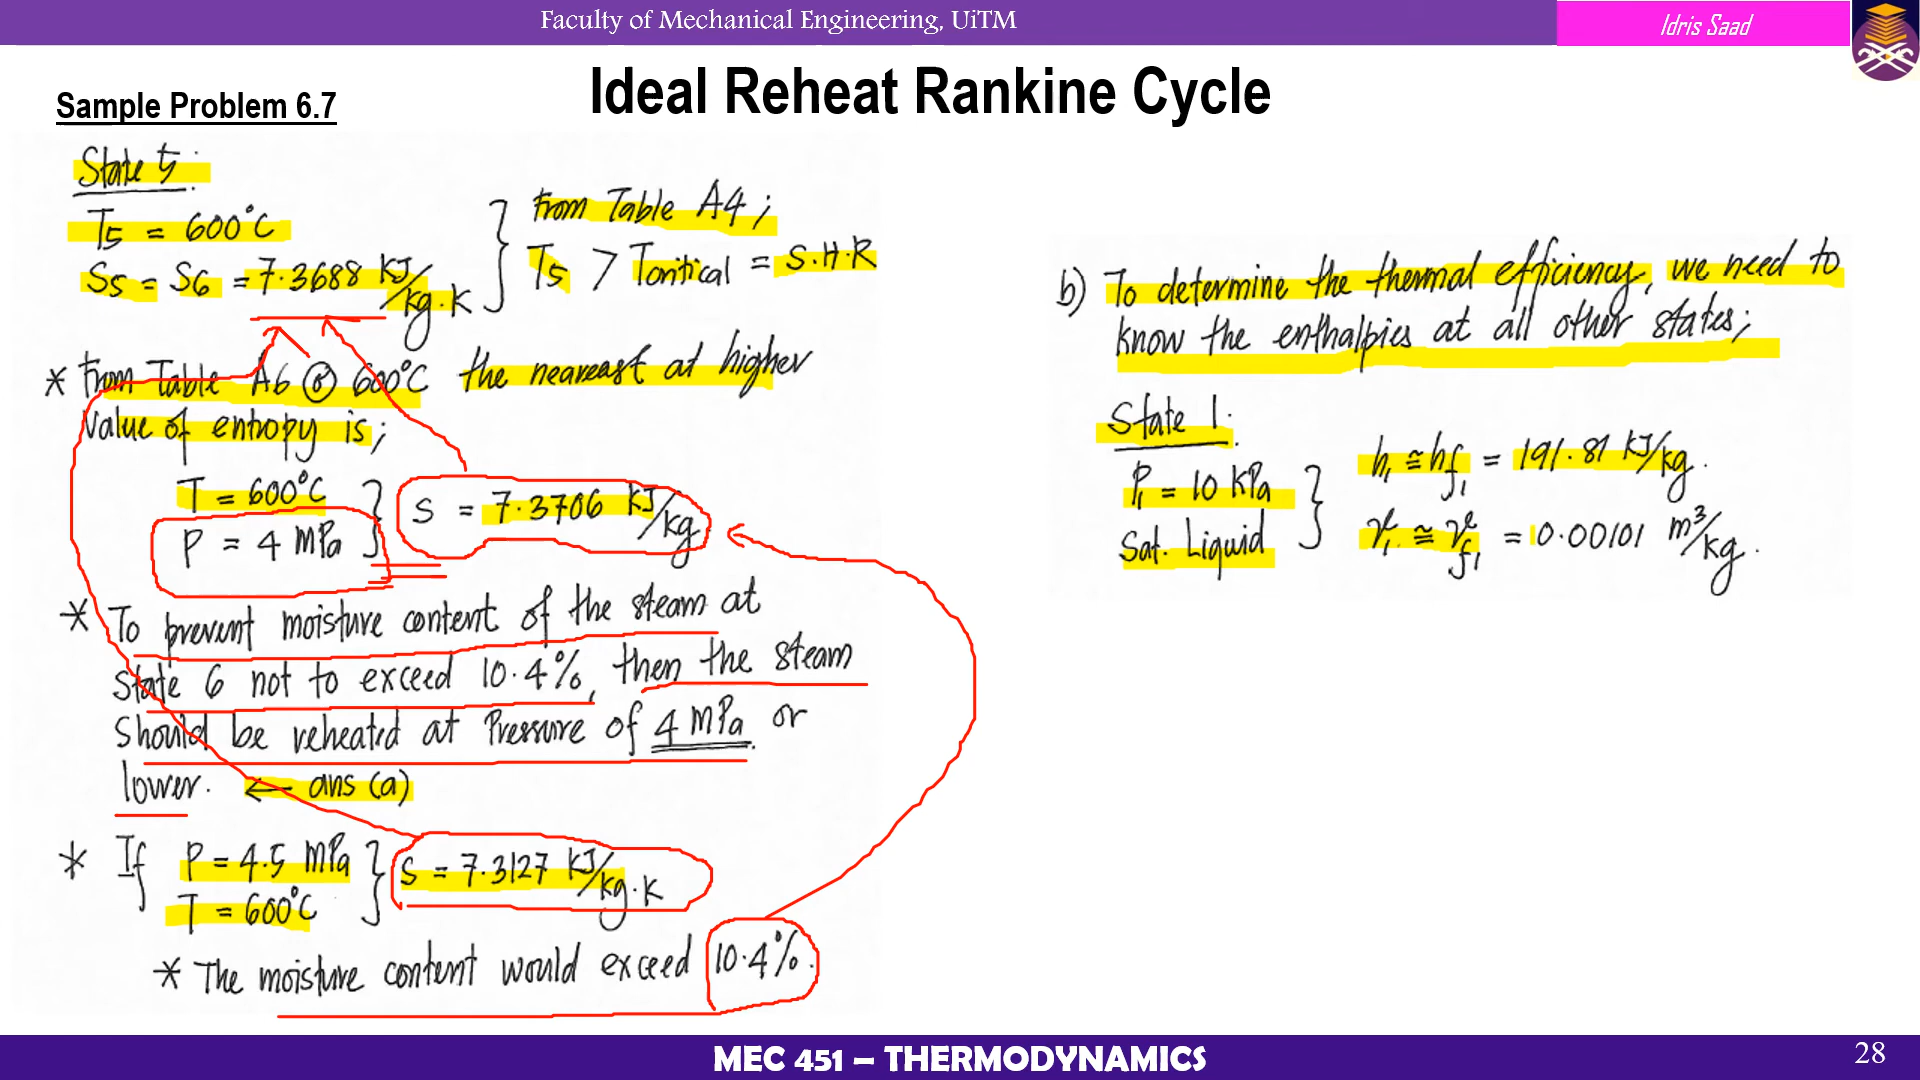 Faculty of Mechanical Engineering, UiTM
Idris Saad
Ideal Reheat Rankine Cycle
Sample Problem 6.7
State 5:
T5 = 600°C
S5 = S6 = 7.3688 KJ/kg.K
from Table A4;
T5 > Tcritical = S.H.R
* from Table A6 @ 600°C the nearest at higher
value of entropy is;
T = 600°C
P = 4 MPa
S = 7.3706 KJ/kg
* To prevent moisture content of the steam at
State 6 not to exceed 10.4%, then the steam
should be reheated at Pressure of 4 MPa or
lower. ← ans (a)
* If P = 4.5 MPa
T = 600°C
S = 7.3127 KJ/kg.K
* The moisture content would exceed 10.4%.
b) To determine the thermal efficiency, we need to
know the enthalpies at all other states;
State 1:
P1 = 10 KPa
Sat. Liquid
h1 ≅ hf1 = 191.81 KJ/kg.
v1 ≅ vf1 = 0.00101 m³/kg.
MEC 451 – THERMODYNAMICS
28